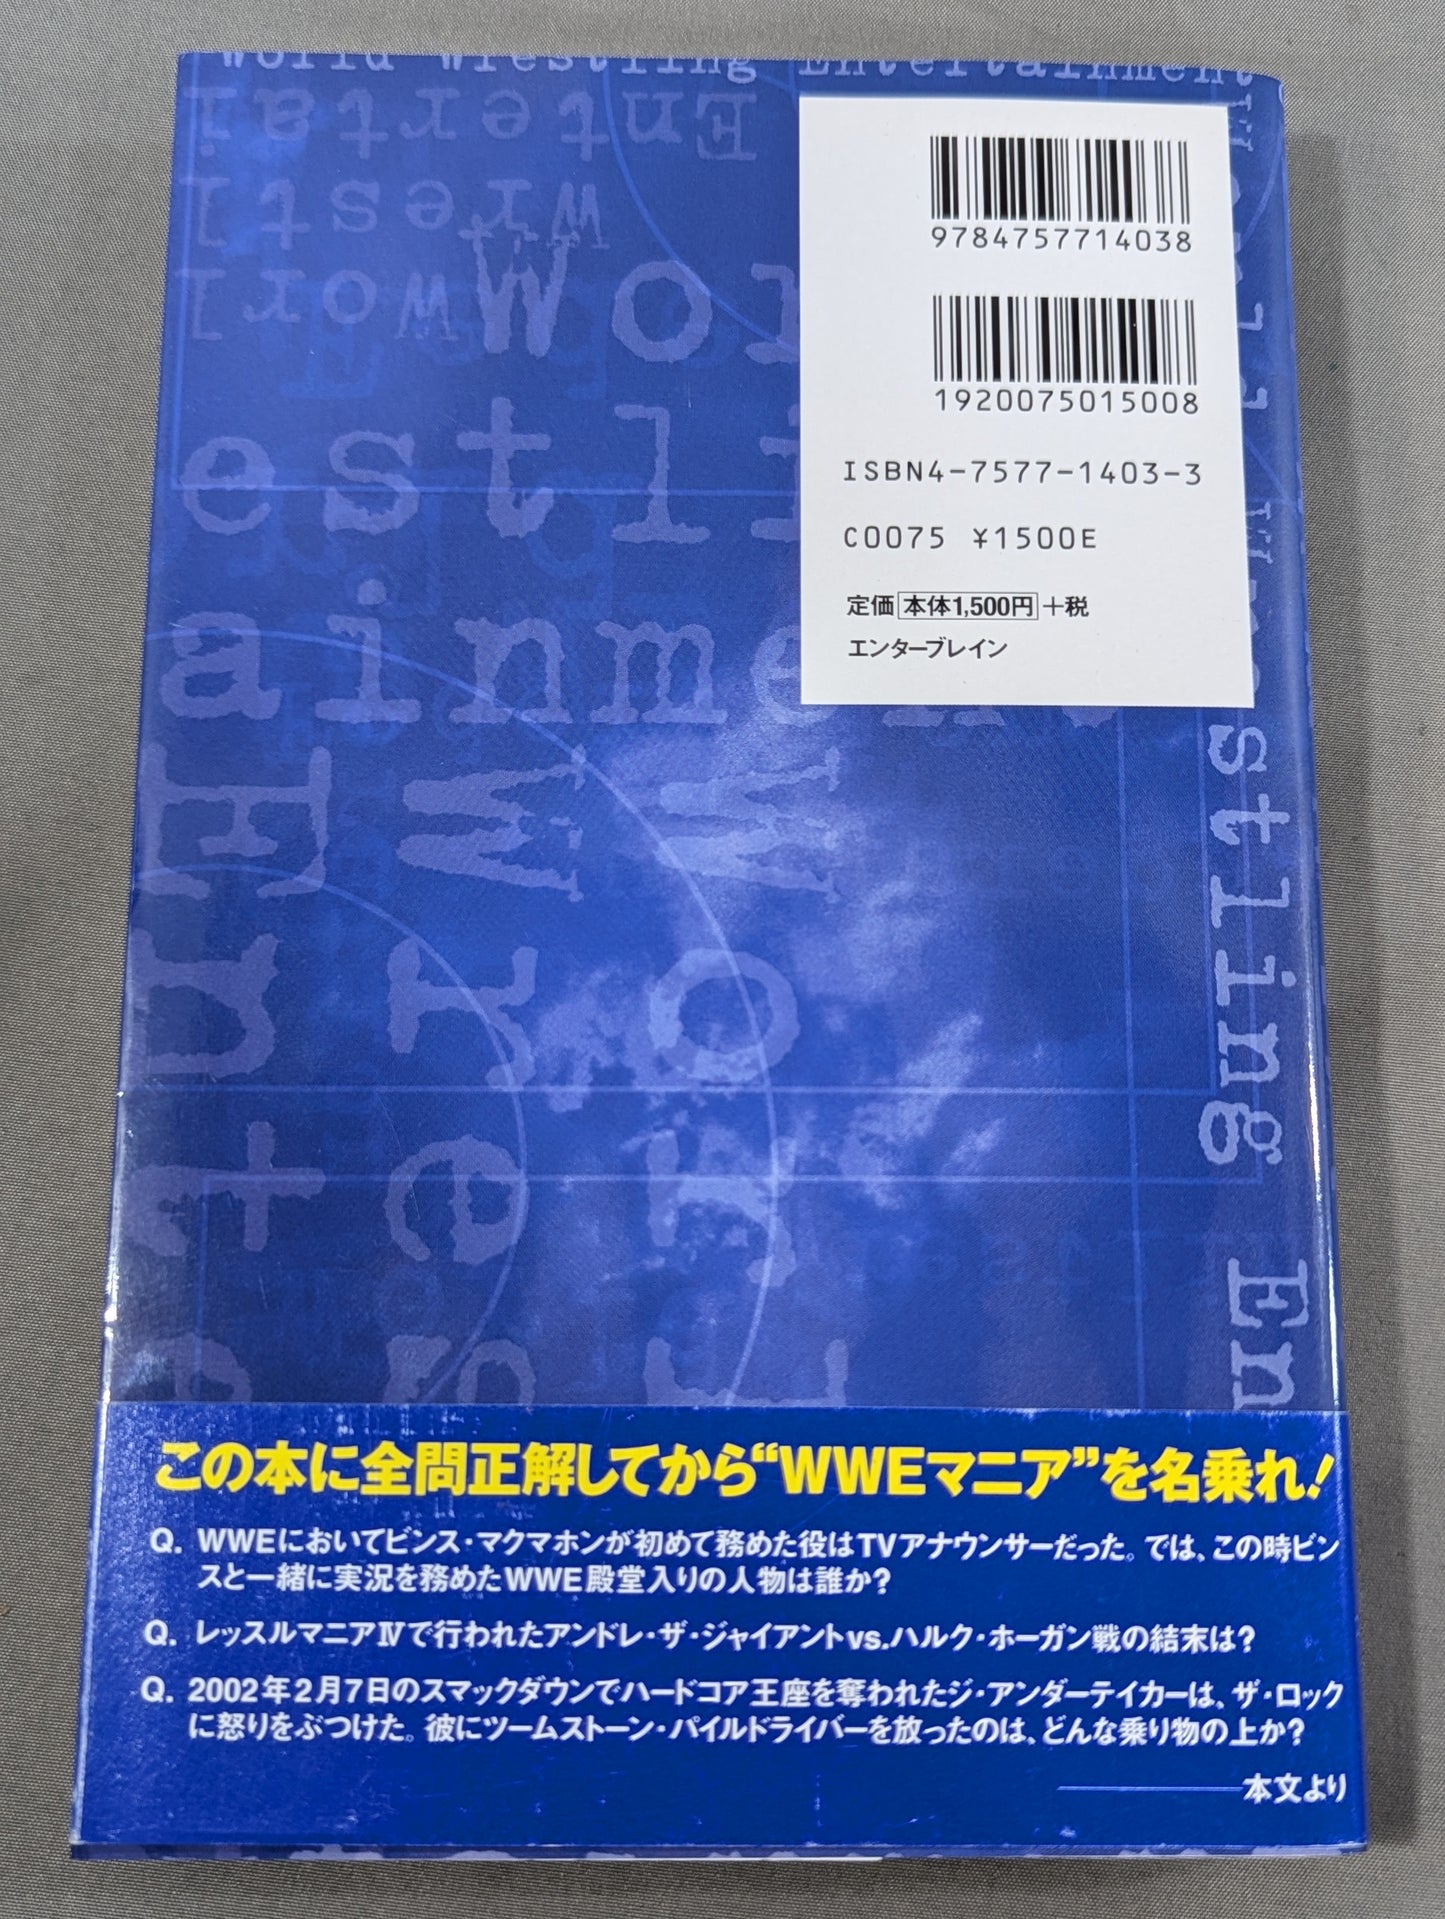 World Wrestling Entertainment
Entertai
Wrestl
Worl
Wor
estli
ainment
World Wrestling En
9784757714038
1920075015008
ISBN4-7577-1403-3
C0075 ¥1500E
定価 本体1,500円 +税
エンターブレイン
この本に全問正解してから“WWEマニア”を名乗れ!
Q. WWEにおいてビンス・マクマホンが初めて務めた役はTVアナウンサーだった。では、この時ビン
スと一緒に実況を務めたWWE殿堂入りの人物は誰か?
Q. レッスルマニアⅣで行われたアンドレ・ザ・ジャイアントvs.ハルク・ホーガン戦の結末は?
Q. 2002年2月7日のスマックダウンでハードコア王座を奪われたジ・アンダーテイカーは、ザ・ロック
に怒りをぶつけた。彼にツームストーン・パイルドライバーを放ったのは、どんな乗り物の上か?
――本文より